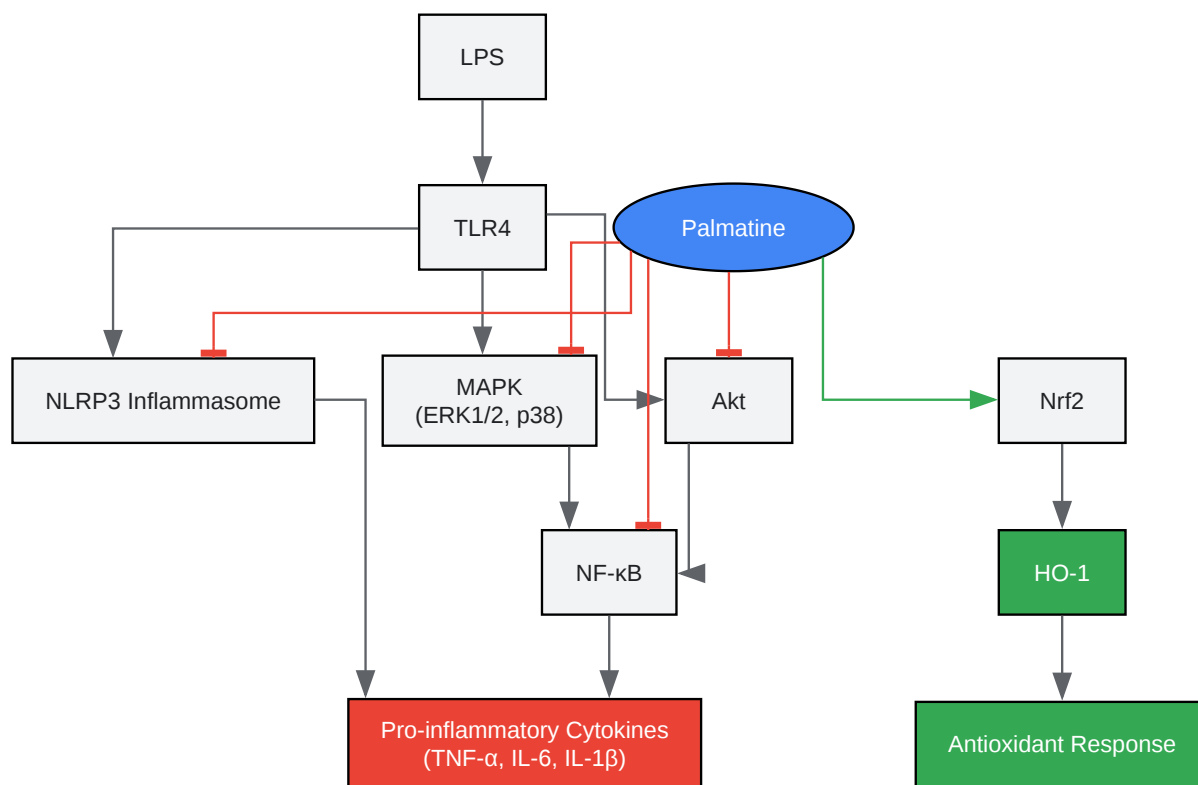 LPS
TLR4
Palmatine
NLRP3 Inflammasome
MAPK
(ERK1/2, p38)
Akt
Nrf2
NF-κB
HO-1
Pro-inflammatory Cytokines
(TNF-α, IL-6, IL-1β)
Antioxidant Response